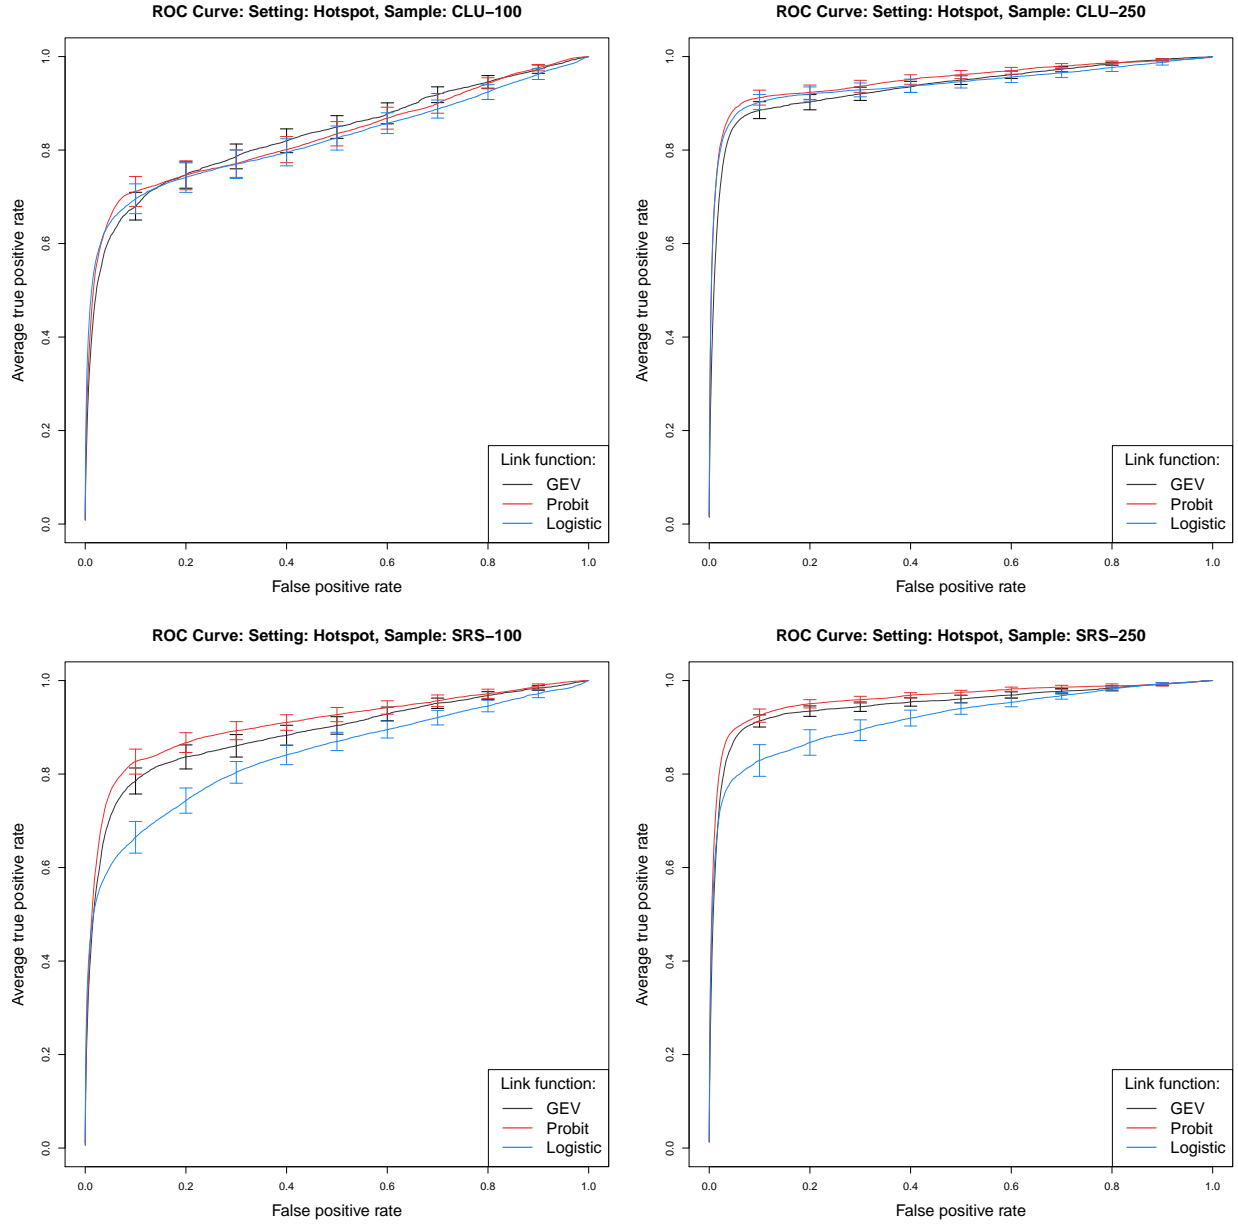 ROC Curve: Setting: Hotspot, Sample: CLU−100
Average true positive rate
1.0
0.8
0.6
0.4
0.2
0.0
Link function:
GEV
Probit
Logistic
0.0 0.2 0.4 0.6 0.8 1.0
False positive rate
ROC Curve: Setting: Hotspot, Sample: CLU−250
Average true positive rate
1.0
0.8
0.6
0.4
0.2
0.0
Link function:
GEV
Probit
Logistic
0.0 0.2 0.4 0.6 0.8 1.0
False positive rate
ROC Curve: Setting: Hotspot, Sample: SRS−100
Average true positive rate
1.0
0.8
0.6
0.4
0.2
0.0
Link function:
GEV
Probit
Logistic
0.0 0.2 0.4 0.6 0.8 1.0
False positive rate
ROC Curve: Setting: Hotspot, Sample: SRS−250
Average true positive rate
1.0
0.8
0.6
0.4
0.2
0.0
Link function:
GEV
Probit
Logistic
0.0 0.2 0.4 0.6 0.8 1.0
False positive rate